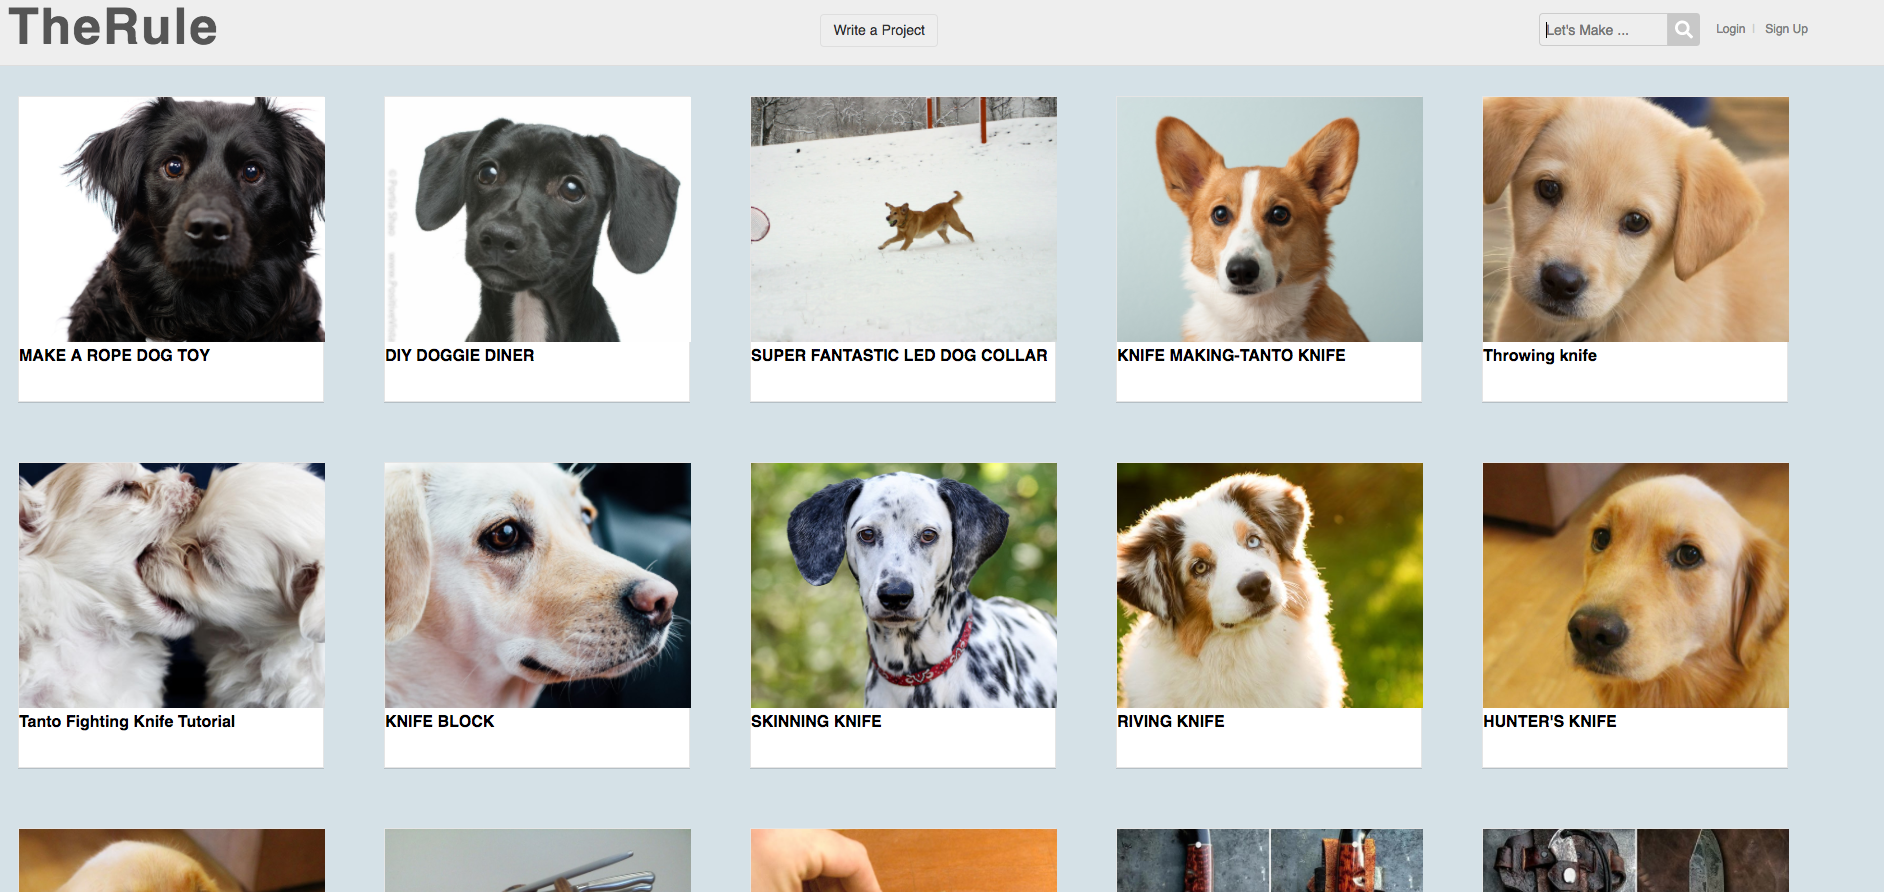 TheRule
Write a Project
Let's Make ...
Login
Sign Up
MAKE A ROPE DOG TOY
DIY DOGGIE DINER
SUPER FANTASTIC LED DOG COLLAR
KNIFE MAKING-TANTO KNIFE
Throwing knife
Tanto Fighting Knife Tutorial
KNIFE BLOCK
SKINNING KNIFE
RIVING KNIFE
HUNTER'S KNIFE